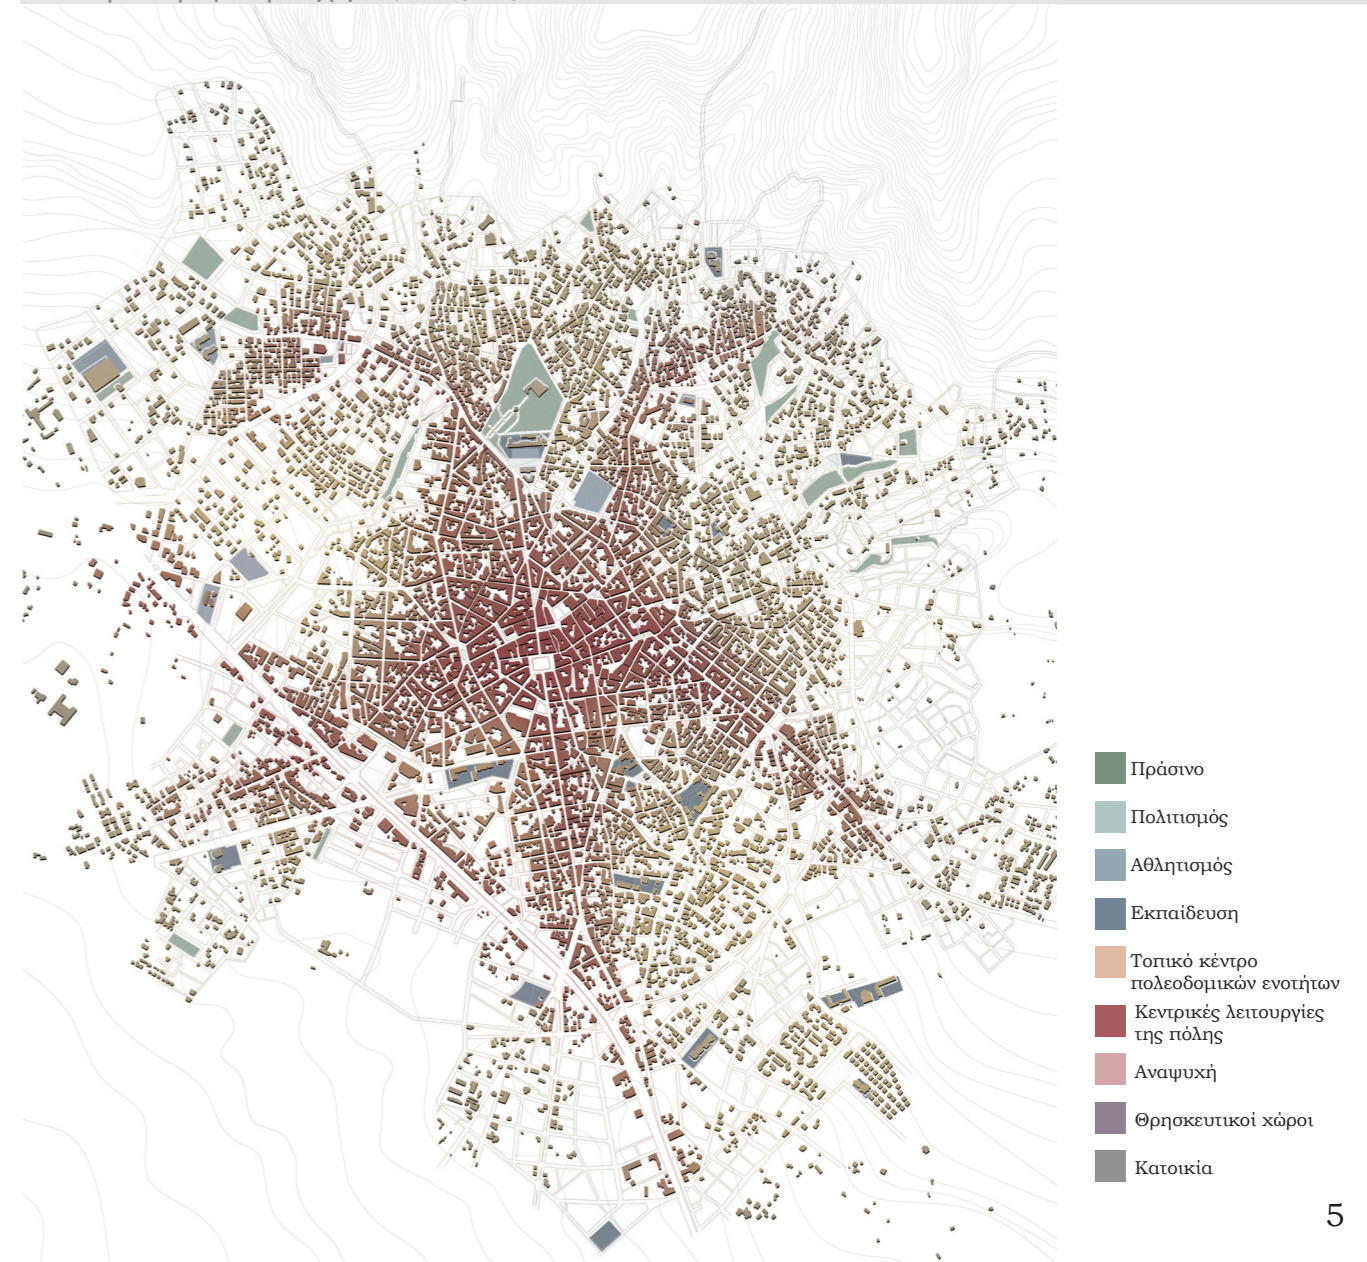 Πράσινο
Πολιτισμός
Αθλητισμός
Εκπαίδευση
Τοπικό κέντρο
πολεοδομικών ενοτήτων
Κεντρικές λειτουργίες
της πόλης
Αναψυχή
Θρησκευτικοί χώροι
Κατοικία
5